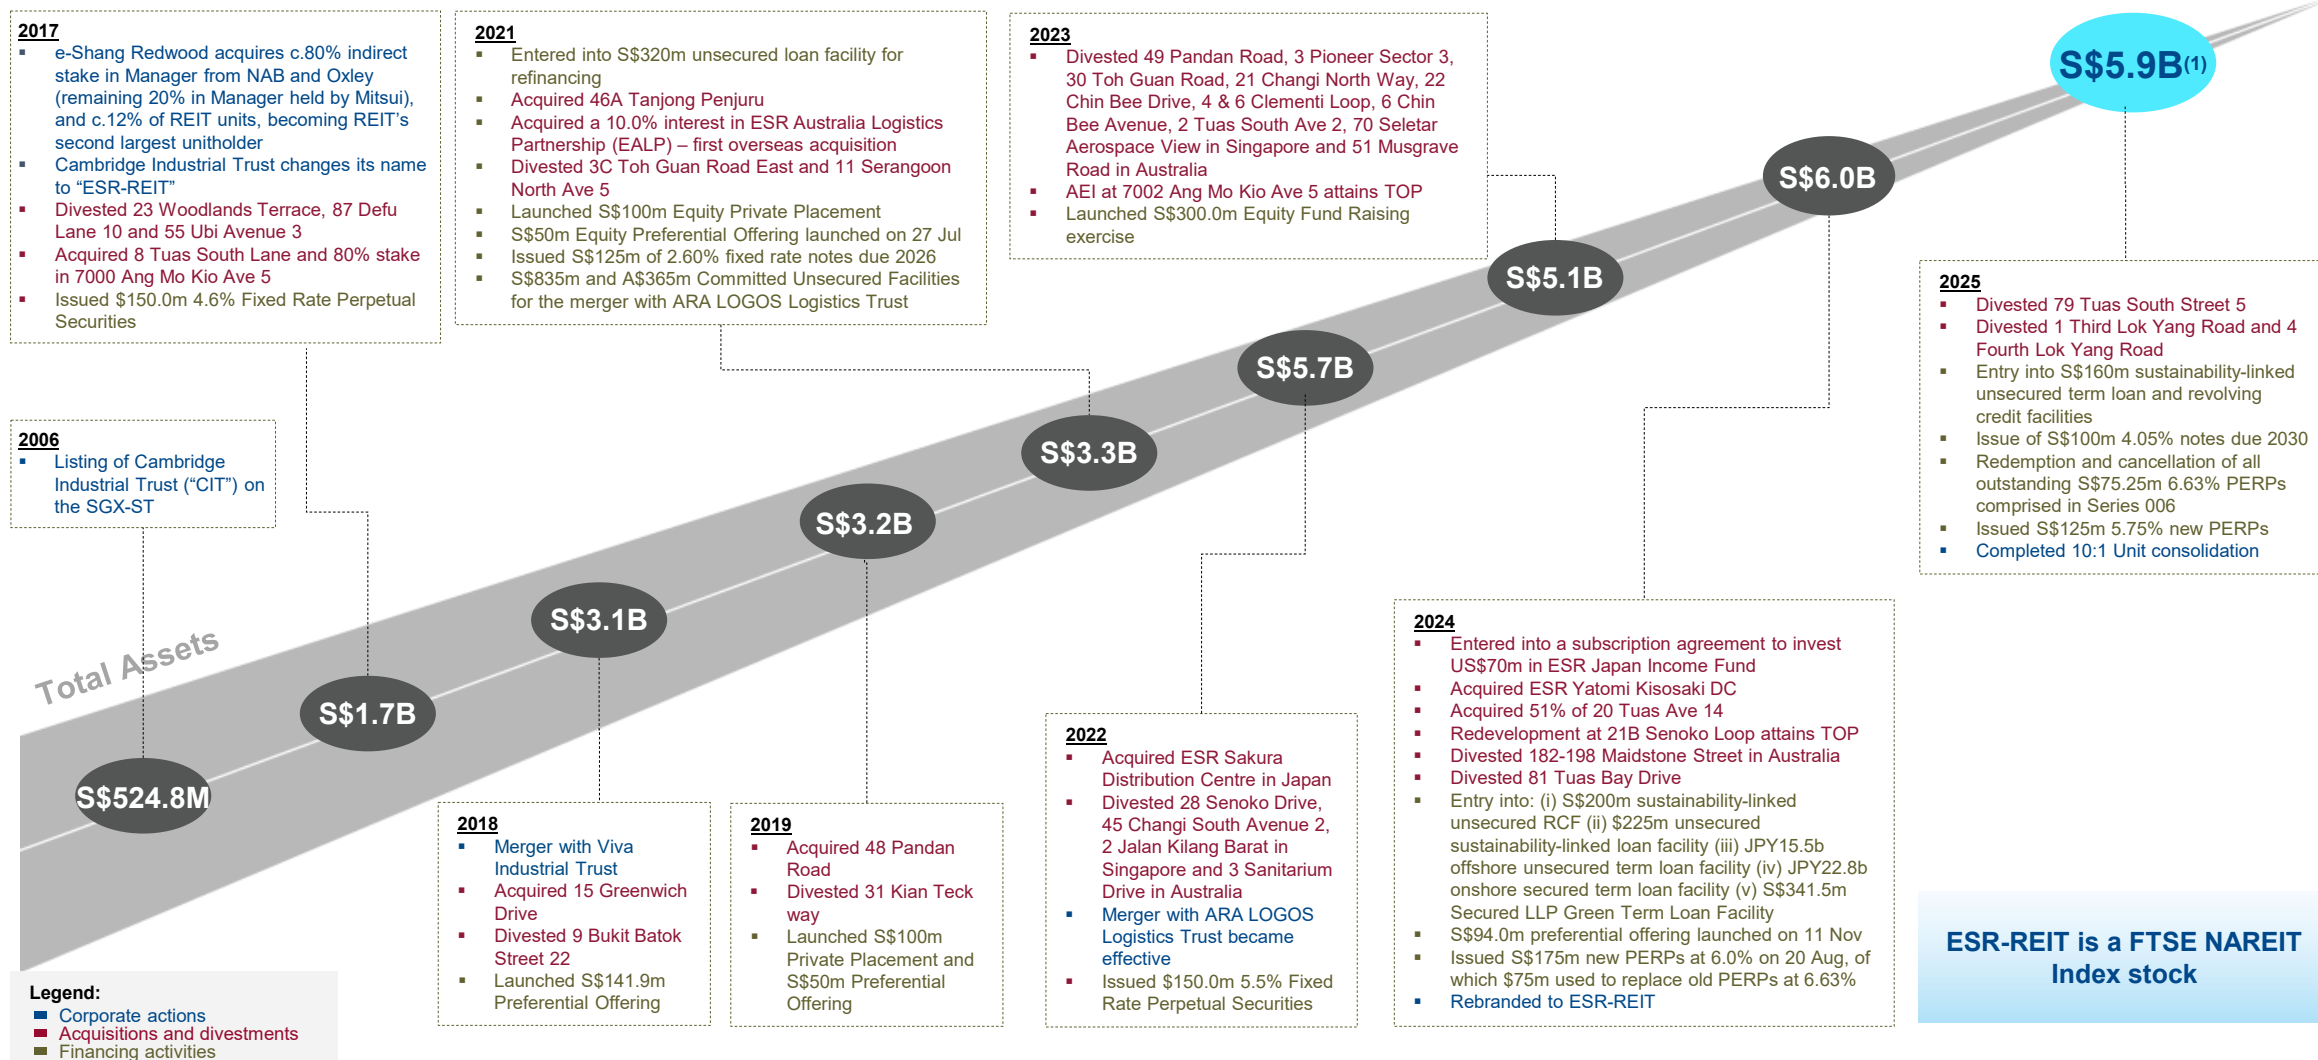 2017
▪ e-Shang Redwood acquires c.80% indirect
stake in Manager from NAB and Oxley
(remaining 20% in Manager held by Mitsui),
and c.12% of REIT units, becoming REIT’s
second largest unitholder
▪ Cambridge Industrial Trust changes its name
to “ESR-REIT”
▪ Divested 23 Woodlands Terrace, 87 Defu
Lane 10 and 55 Ubi Avenue 3
▪ Acquired 8 Tuas South Lane and 80% stake
in 7000 Ang Mo Kio Ave 5
▪ Issued $150.0m 4.6% Fixed Rate Perpetual
Securities
2021
▪ Entered into S$320m unsecured loan facility for
refinancing
▪ Acquired 46A Tanjong Penjuru
▪ Acquired a 10.0% interest in ESR Australia Logistics
Partnership (EALP) – first overseas acquisition
▪ Divested 3C Toh Guan Road East and 11 Serangoon
North Ave 5
▪ Launched S$100m Equity Private Placement
▪ S$50m Equity Preferential Offering launched on 27 Jul
▪ Issued S$125m of 2.60% fixed rate notes due 2026
▪ S$835m and A$365m Committed Unsecured Facilities
for the merger with ARA LOGOS Logistics Trust
2023
▪ Divested 49 Pandan Road, 3 Pioneer Sector 3,
30 Toh Guan Road, 21 Changi North Way, 22
Chin Bee Drive, 4 & 6 Clementi Loop, 6 Chin
Bee Avenue, 2 Tuas South Ave 2, 70 Seletar
Aerospace View in Singapore and 51 Musgrave
Road in Australia
▪ AEI at 7002 Ang Mo Kio Ave 5 attains TOP
▪ Launched S$300.0m Equity Fund Raising
exercise
S$5.9B(1)
S$6.0B
S$5.1B
S$5.7B
S$3.3B
S$3.2B
S$3.1B
S$1.7B
S$524.8M
Total Assets
2006
▪ Listing of Cambridge
Industrial Trust (“CIT”) on
the SGX-ST
2025
▪ Divested 79 Tuas South Street 5
▪ Divested 1 Third Lok Yang Road and 4
Fourth Lok Yang Road
▪ Entry into S$160m sustainability-linked
unsecured term loan and revolving
credit facilities
▪ Issue of S$100m 4.05% notes due 2030
▪ Redemption and cancellation of all
outstanding S$75.25m 6.63% PERPs
comprised in Series 006
▪ Issued S$125m 5.75% new PERPs
▪ Completed 10:1 Unit consolidation
2018
▪ Merger with Viva
Industrial Trust
▪ Acquired 15 Greenwich
Drive
▪ Divested 9 Bukit Batok
Street 22
▪ Launched S$141.9m
Preferential Offering
2019
▪ Acquired 48 Pandan
Road
▪ Divested 31 Kian Teck
way
▪ Launched S$100m
Private Placement and
S$50m Preferential
Offering
2022
▪ Acquired ESR Sakura
Distribution Centre in Japan
▪ Divested 28 Senoko Drive,
45 Changi South Avenue 2,
2 Jalan Kilang Barat in
Singapore and 3 Sanitarium
Drive in Australia
▪ Merger with ARA LOGOS
Logistics Trust became
effective
▪ Issued $150.0m 5.5% Fixed
Rate Perpetual Securities
2024
▪ Entered into a subscription agreement to invest
US$70m in ESR Japan Income Fund
▪ Acquired ESR Yatomi Kisosaki DC
▪ Acquired 51% of 20 Tuas Ave 14
▪ Redevelopment at 21B Senoko Loop attains TOP
▪ Divested 182-198 Maidstone Street in Australia
▪ Divested 81 Tuas Bay Drive
▪ Entry into: (i) S$200m sustainability-linked
unsecured RCF (ii) $225m unsecured
sustainability-linked loan facility (iii) JPY15.5b
offshore unsecured term loan facility (iv) JPY22.8b
onshore secured term loan facility (v) S$341.5m
Secured LLP Green Term Loan Facility
▪ S$94.0m preferential offering launched on 11 Nov
▪ Issued S$175m new PERPs at 6.0% on 20 Aug, of
which $75m used to replace old PERPs at 6.63%
▪ Rebranded to ESR-REIT
ESR-REIT is a FTSE NAREIT
Index stock
Legend:
Corporate actions
Acquisitions and divestments
Financing activities